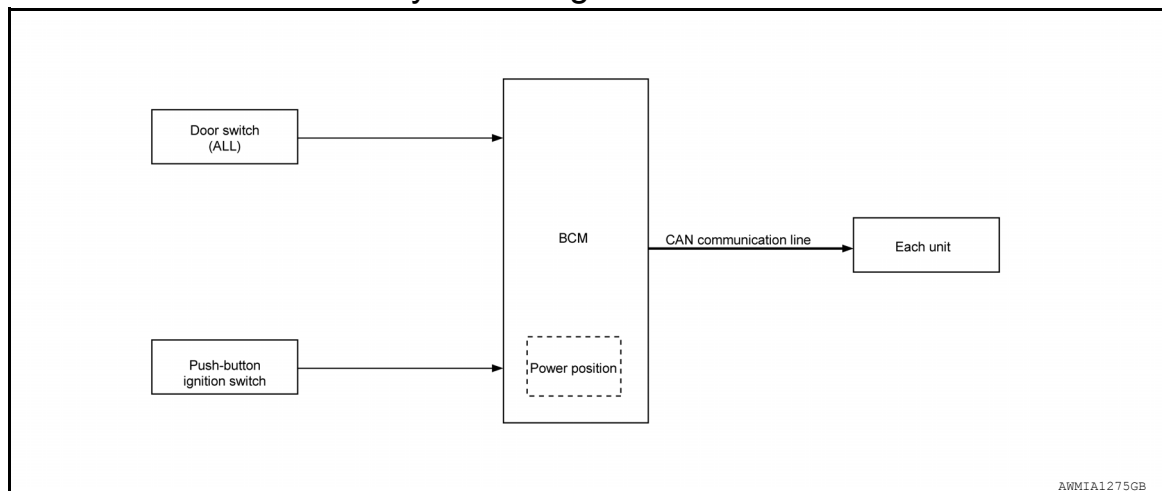 Door switch
(ALL)
BCM
CAN communication line
Each unit
Push-button
ignition switch
Power position
AWMIA1275GB